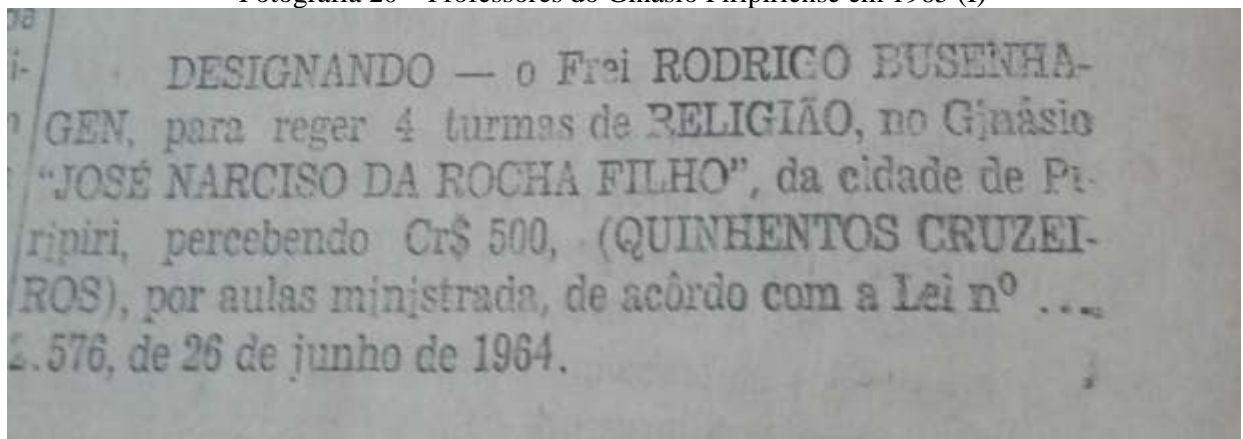 DESIGNANDO — o Frei RODRIGO BUSENHA-
GEN, para reger 4 turmas de RELIGIÃO, no Ginásio
"JOSÉ NARCISO DA ROCHA FILHO", da cidade de Pi-
ripiri, percebendo Cr$ 500, (QUINHENTOS CRUZEI-
ROS), por aulas ministrada, de acôrdo com a Lei nº ...
2.576, de 26 de junho de 1964.